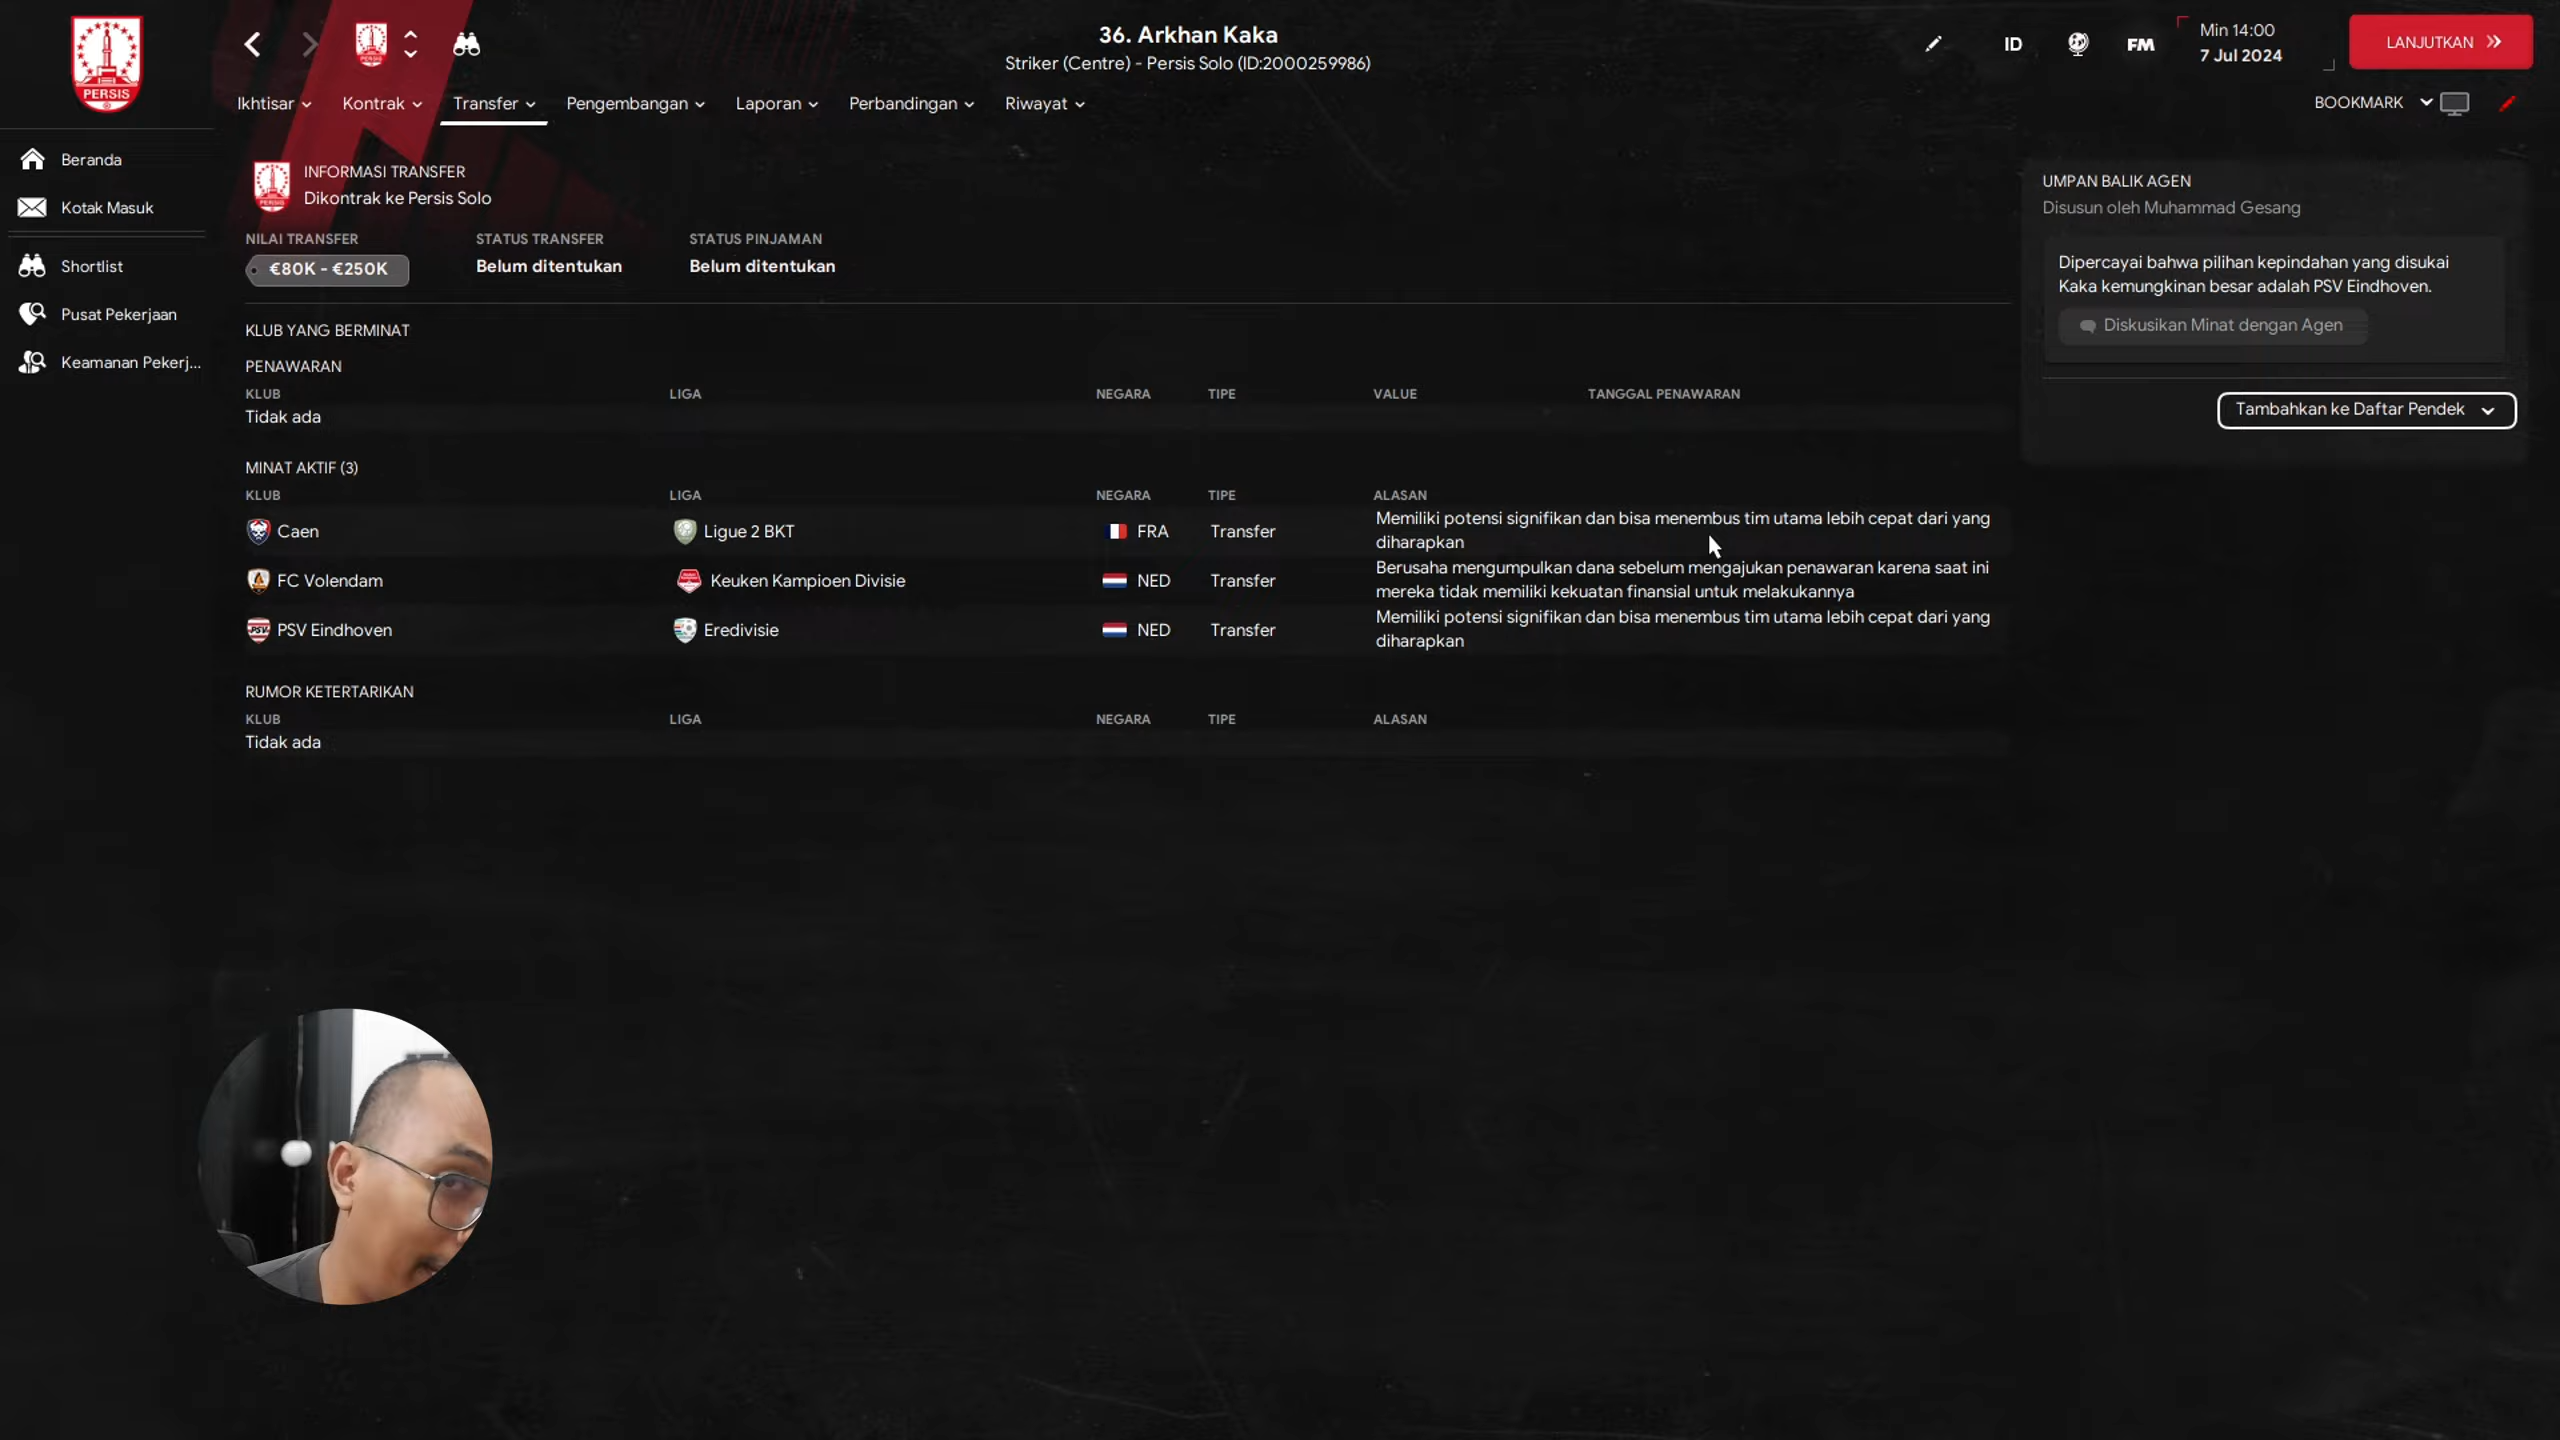 PERSIS
36. Arkhan Kaka
Striker (Centre) - Persis Solo (ID:2000259986)
ID
FM
Min 14:00
7 Jul 2024
LANJUTKAN
Ikhtisar
Kontrak
Transfer
Pengembangan
Laporan
Perbandingan
Riwayat
BOOKMARK
Beranda
Kotak Masuk
Shortlist
Pusat Pekerjaan
Keamanan Pekerj...
INFORMASI TRANSFER
Dikontrak ke Persis Solo
NILAI TRANSFER
STATUS TRANSFER
STATUS PINJAMAN
€80K - €250K
Belum ditentukan
Belum ditentukan
KLUB YANG BERMINAT
PENAWARAN
KLUB
LIGA
NEGARA
TIPE
VALUE
TANGGAL PENAWARAN
Tidak ada
MINAT AKTIF (3)
KLUB
LIGA
NEGARA
TIPE
ALASAN
Caen
Ligue 2 BKT
FRA
Transfer
Memiliki potensi signifikan dan bisa menembus tim utama lebih cepat dari yang
diharapkan
FC Volendam
Keuken Kampioen Divisie
NED
Transfer
Berusaha mengumpulkan dana sebelum mengajukan penawaran karena saat ini
mereka tidak memiliki kekuatan finansial untuk melakukannya
PSV Eindhoven
Eredivisie
NED
Transfer
Memiliki potensi signifikan dan bisa menembus tim utama lebih cepat dari yang
diharapkan
RUMOR KETERTARIKAN
KLUB
LIGA
NEGARA
TIPE
ALASAN
Tidak ada
UMPAN BALIK AGEN
Disusun oleh Muhammad Gesang
Dipercayai bahwa pilihan kepindahan yang disukai
Kaka kemungkinan besar adalah PSV Eindhoven.
Diskusikan Minat dengan Agen
Tambahkan ke Daftar Pendek